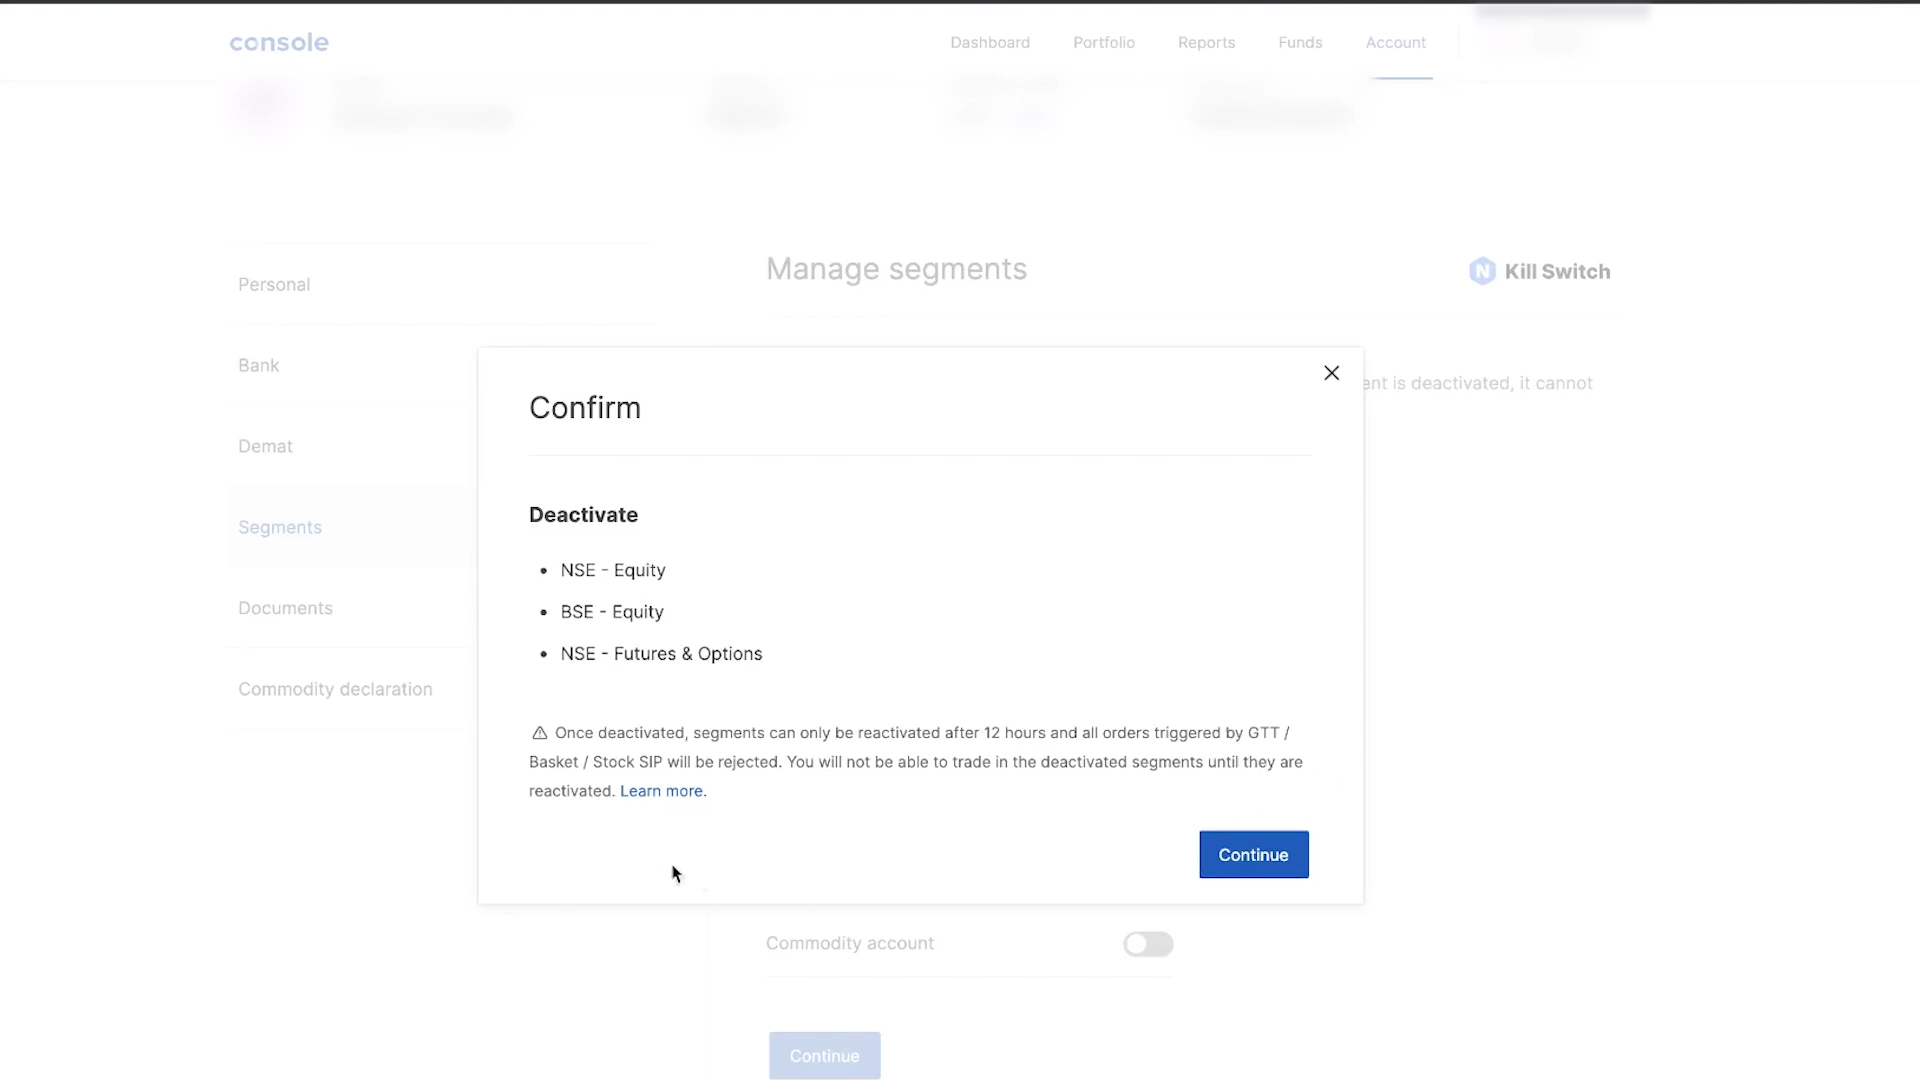 console
Dashboard
Portfolio
Reports
Funds
Account
Manage segments
N Kill Switch
Personal
Bank
Demat
Segments
Documents
Commodity declaration
ent is deactivated, it cannot
Confirm
Deactivate
• NSE - Equity
• BSE - Equity
• NSE - Futures & Options
⚠ Once deactivated, segments can only be reactivated after 12 hours and all orders triggered by GTT /
Basket / Stock SIP will be rejected. You will not be able to trade in the deactivated segments until they are
reactivated. Learn more.
Continue
Commodity account
Continue